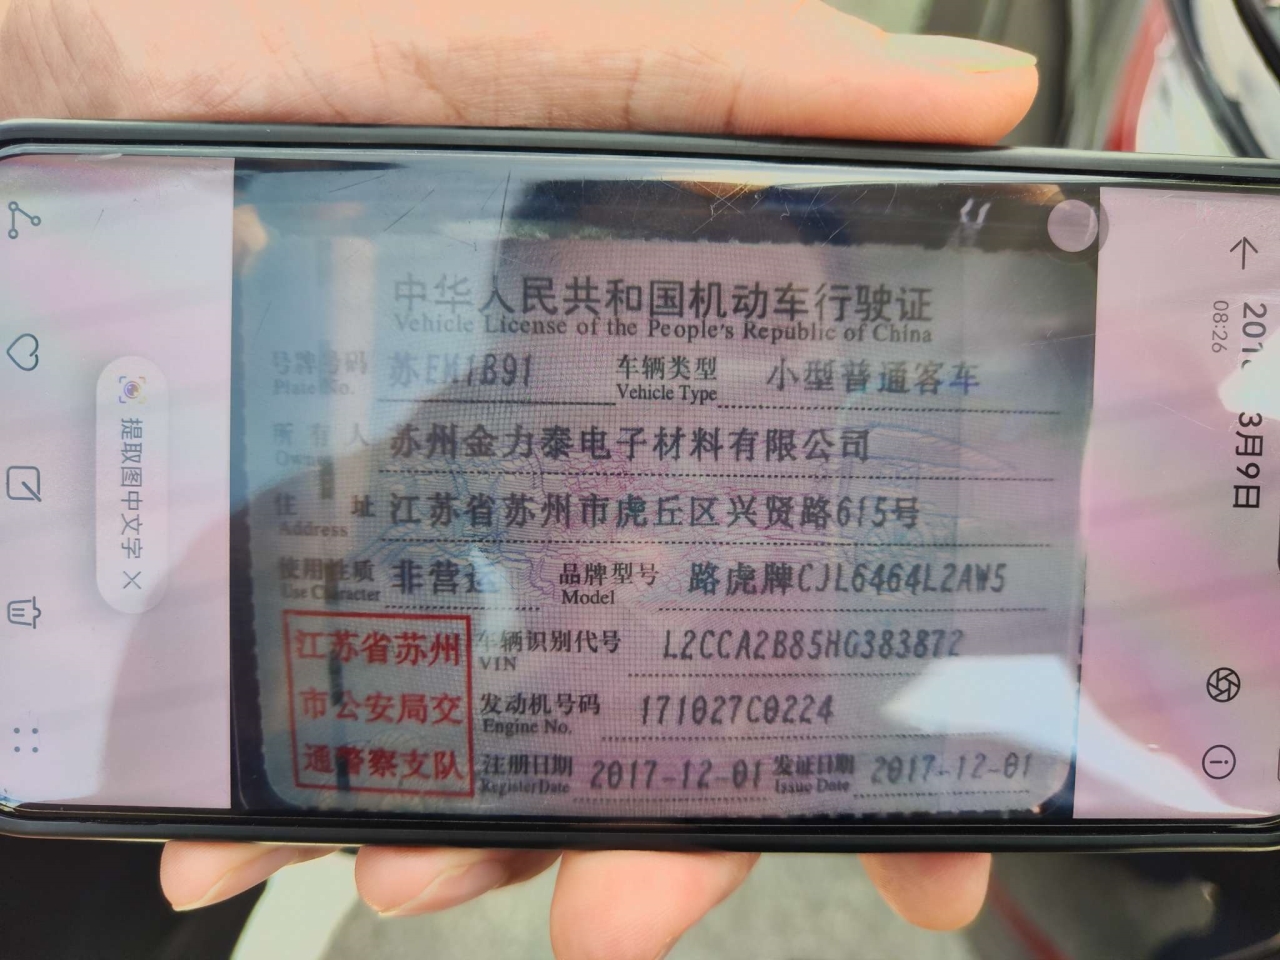 中华人民共和国机动车行驶证
Vehicle License of the People's Republic of China
号牌号码 苏EM1B91 车辆类型 小型普通客车
Plate No. Vehicle Type
所有人 苏州金力泰电子材料有限公司
Owner
住址 江苏省苏州市虎丘区兴贤路615号
Address
使用性质 非营运 品牌型号 路虎牌CJL6464L2AW5
Use Character Model
江苏省苏州
市公安局交
通警察支队
车辆识别代号 L2CCA2B85HG383872
VIN
发动机号码 171027C0224
Engine No.
注册日期 2017-12-01 发证日期 2017-12-01
Register Date Issue Date
3月9日
08:26
提取图中文字